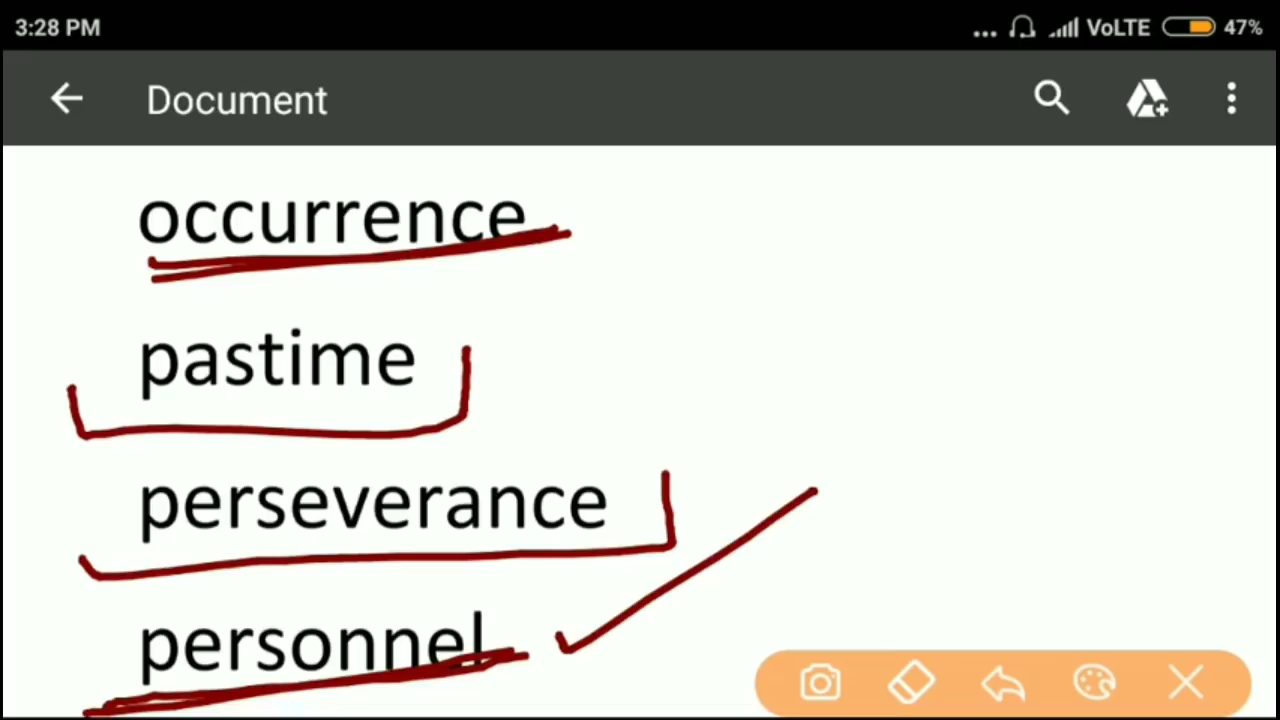 3:28 PM ... VoLTE 47%
Document
occurrence
pastime
perseverance
personnel